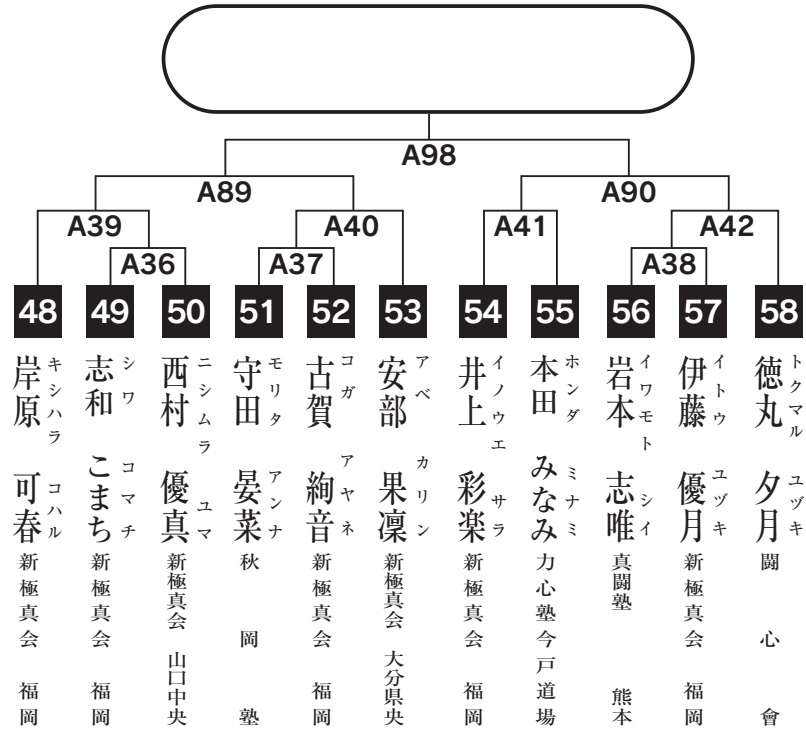 A98
A89
A90
A39
A40
A41
A42
A36
A37
A38
48
49
50
51
52
53
54
55
56
57
58
岸原 可春
キシハラ コハル
新極真会 福岡
志和 こまち
シワ コマチ
新極真会 福岡
西村 優真
ニシムラ ユマ
新極真会 山口中央
守田 晏菜
モリタ アンナ
秋岡塾
古賀 絢音
コガ アヤネ
新極真会 福岡
安部 果凜
アベ カリン
新極真会 大分県央
井上 彩楽
イノウエ サラ
新極真会 福岡
本田 みなみ
ホンダ ミナミ
力心塾今戸道場
岩本 志唯
イワモト シイ
真闘塾 熊本
伊藤 優月
イトウ ユヅキ
新極真会 福岡
徳丸 夕月
トクマル ユヅキ
闘心會